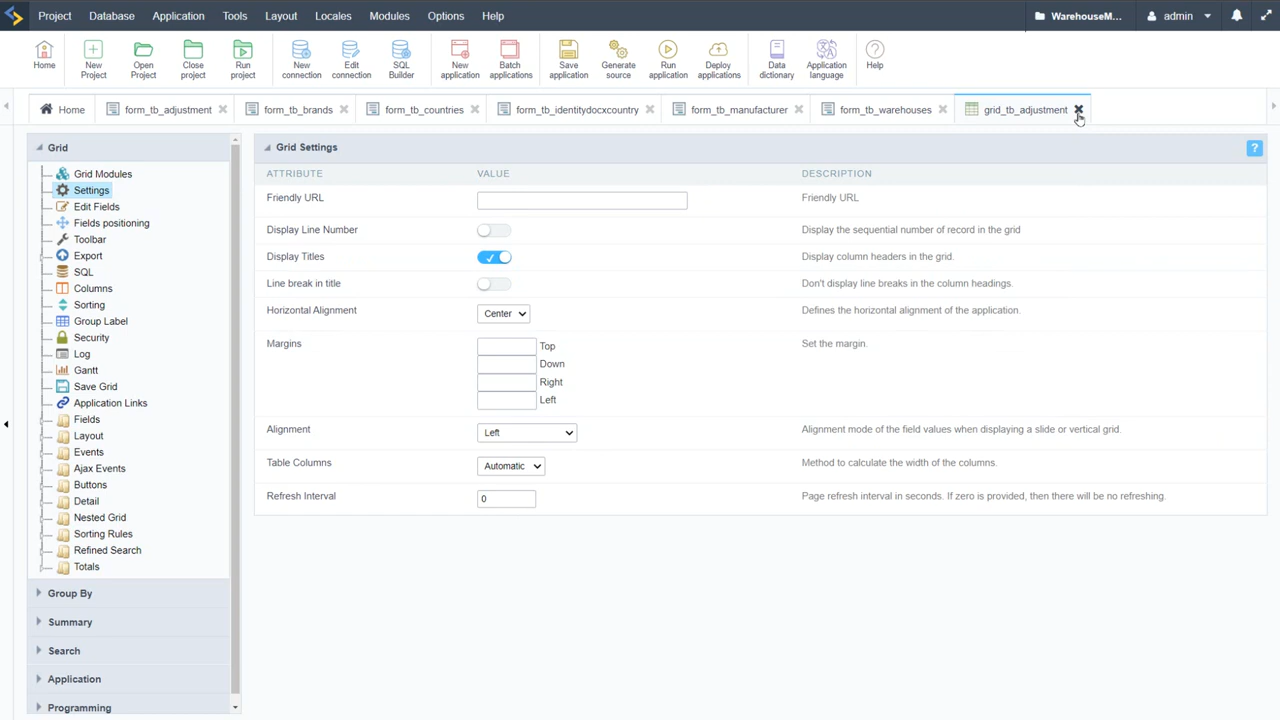 Project Database Application Tools Layout Locales Modules Options Help WarehouseM... admin
Home New Project Open Project Close project Run project New connection Edit connection SQL Builder New application Batch applications Save application Generate source Run application Deploy applications Data dictionary Application language Help
Home form_tb_adjustment form_tb_brands form_tb_countries form_tb_identitydocxcountry form_tb_manufacturer form_tb_warehouses grid_tb_adjustment
Grid
Grid Modules
Settings
Edit Fields
Fields positioning
Toolbar
Export
SQL
Columns
Sorting
Group Label
Security
Log
Gantt
Save Grid
Application Links
Fields
Layout
Events
Ajax Events
Buttons
Detail
Nested Grid
Sorting Rules
Refined Search
Totals
Group By
Summary
Search
Application
Programming
Grid Settings ?
ATTRIBUTE VALUE DESCRIPTION
Friendly URL Friendly URL
Display Line Number Display the sequential number of record in the grid
Display Titles Display column headers in the grid.
Line break in title Don't display line breaks in the column headings.
Horizontal Alignment Center Defines the horizontal alignment of the application.
Margins Top Set the margin.
Down
Right
Left
Alignment Left Alignment mode of the field values when displaying a slide or vertical grid.
Table Columns Automatic Method to calculate the width of the columns.
Refresh Interval 0 Page refresh interval in seconds. If zero is provided, then there will be no refreshing.